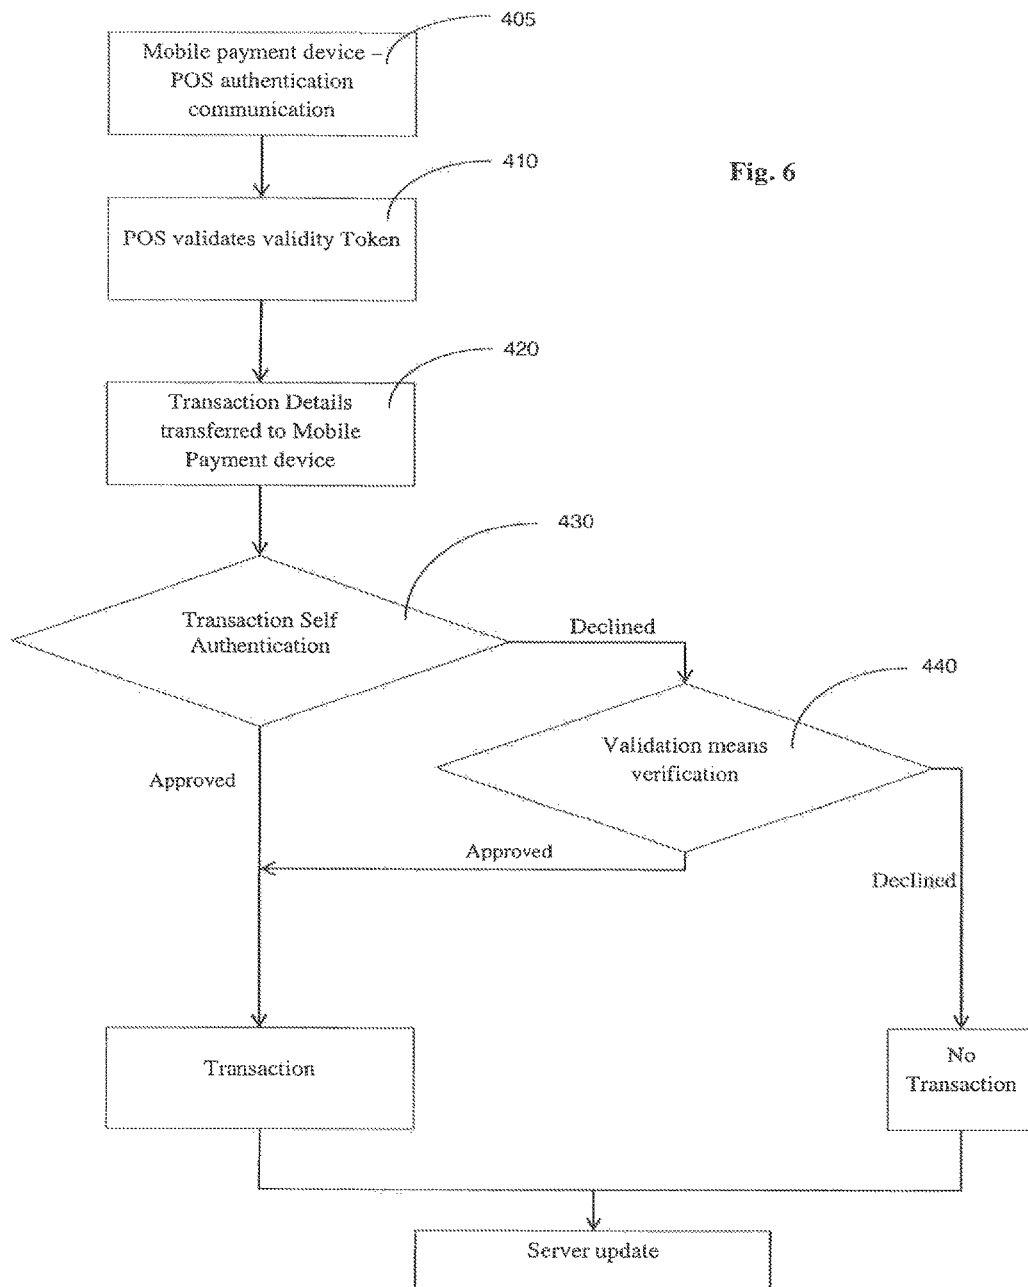 405
Mobile payment device –
POS authentication
communication
410
Fig. 6
POS validates validity Token
420
Transaction Details
transferred to Mobile
Payment device
430
Transaction Self
Authentication
Declined
440
Validation means
verification
Approved
Approved
Declined
Transaction
No
Transaction
Server update